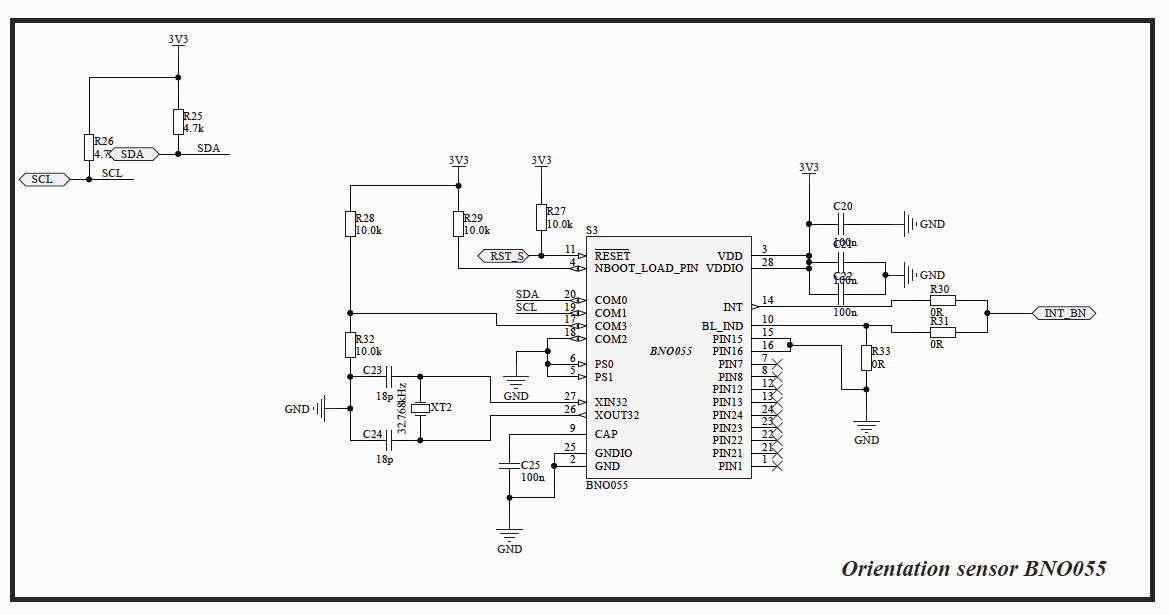 3V3
R25
4.7k
R26
4.7
SDA
SDA
SCL
SCL
3V3
3V3
R28
10.0k
R29
10.0k
R27
10.0k
RST_S
S3
11
RESET
4
NBOOT_LOAD_PIN
SDA
20
COM0
SCL
19
COM1
17
COM3
18
COM2
6
PS0
5
PS1
GND
R32
10.0k
C23
18p
GND
32.768kHz
XT2
C24
18p
27
XIN32
26
XOUT32
9
CAP
25
GNDIO
2
GND
C25
100n
GND
BNO055
BNO055
3V3
VDD
3
VDDIO
28
C20
100n
GND
C21
100n
GND
C22
100n
INT
14
R30
0R
INT_BN
BL_IND
10
R31
0R
PIN15
15
PIN16
16
R33
0R
GND
PIN7
7
PIN8
8
PIN12
12
PIN13
13
PIN24
24
PIN23
23
PIN22
22
PIN21
21
PIN1
1
Orientation sensor BNO055